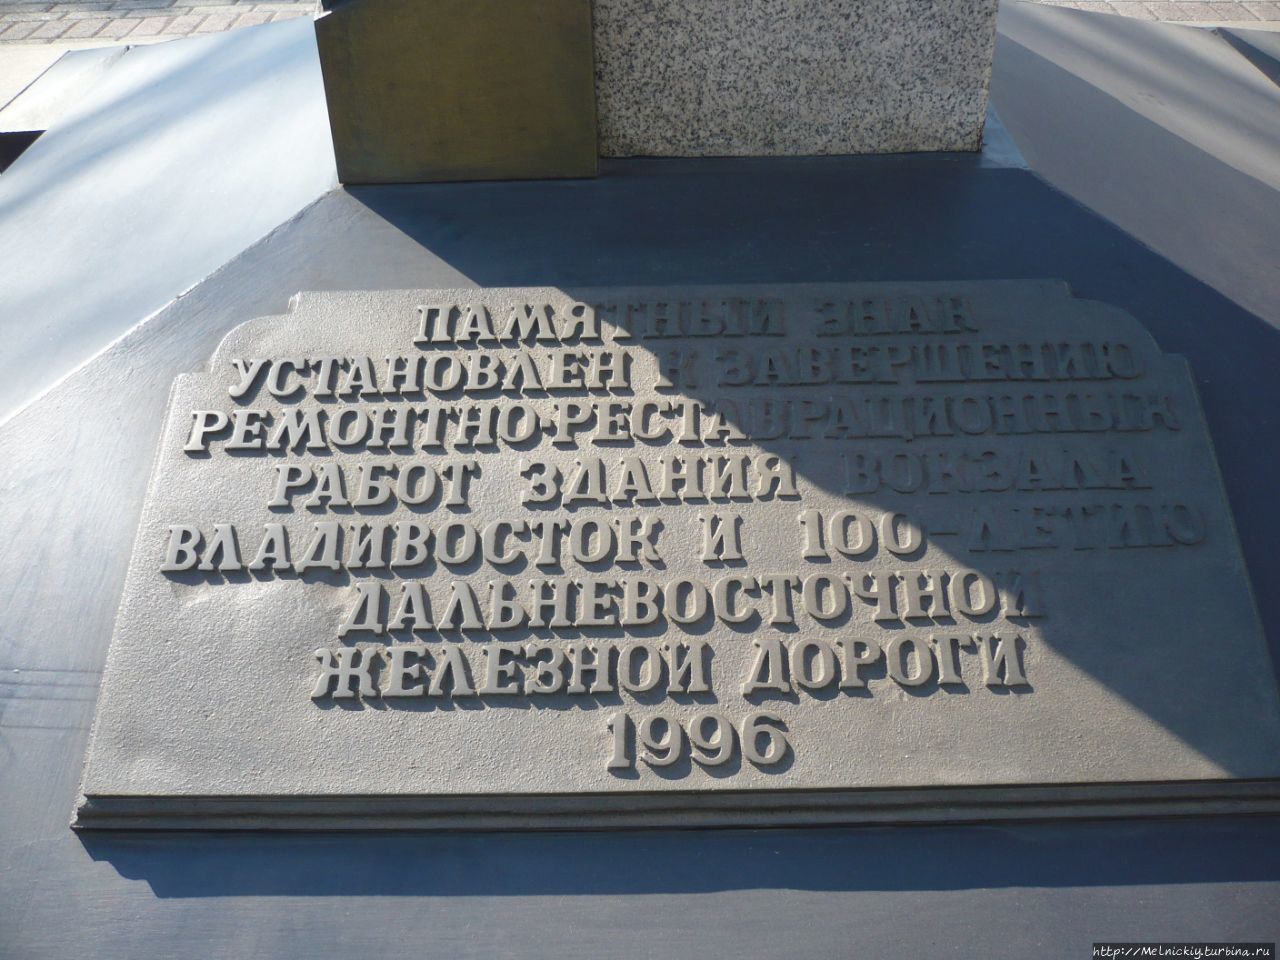 ПАМЯТНЫЙ ЗНАК
УСТАНОВЛЕН К ЗАВЕРШЕНИЮ
РЕМОНТНО-РЕСТАВРАЦИОННЫХ
РАБОТ ЗДАНИЯ ВОКЗАЛА
ВЛАДИВОСТОК И 100-ЛЕТИЮ
ДАЛЬНЕВОСТОЧНОЙ
ЖЕЛЕЗНОЙ ДОРОГИ
1996
http://Melnickiy.turbina.ru